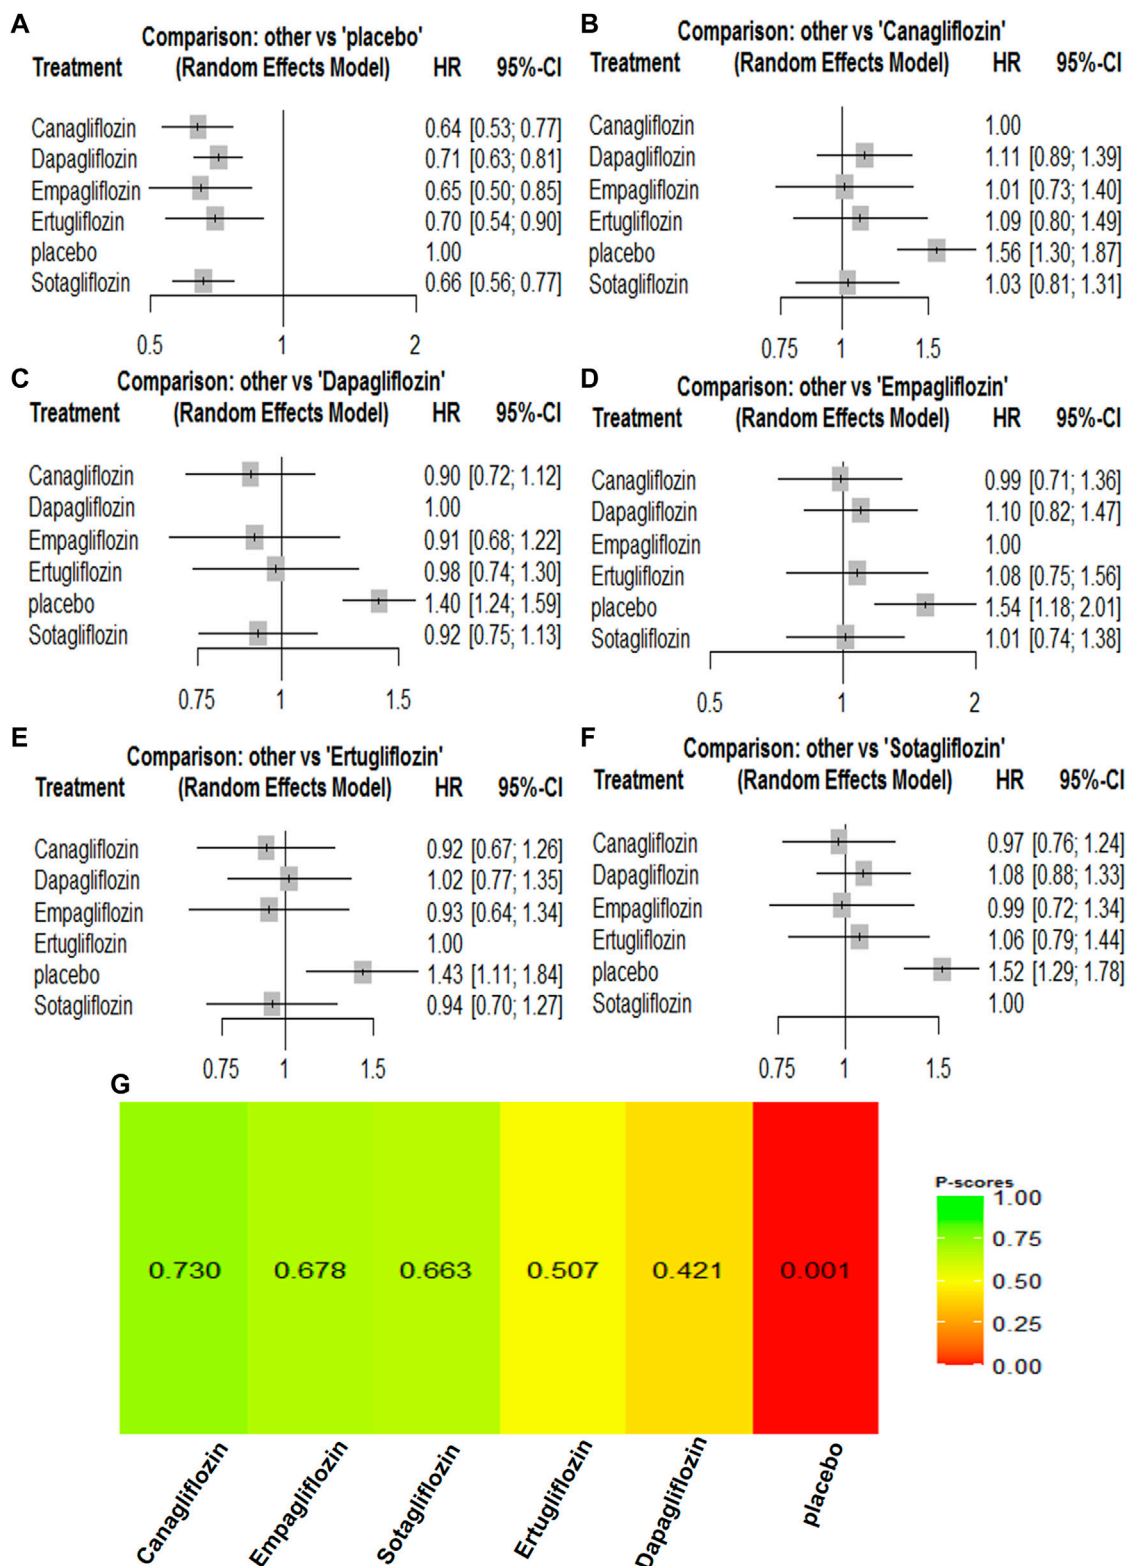 A
Comparison: other vs 'placebo'
Treatment (Random Effects Model) HR 95%-CI
Canagliflozin 0.64 [0.53; 0.77]
Dapagliflozin 0.71 [0.63; 0.81]
Empagliflozin 0.65 [0.50; 0.85]
Ertugliflozin 0.70 [0.54; 0.90]
placebo 1.00
Sotagliflozin 0.66 [0.56; 0.77]
0.5 1 2
B
Comparison: other vs 'Canagliflozin'
Treatment (Random Effects Model) HR 95%-CI
Canagliflozin 1.00
Dapagliflozin 1.11 [0.89; 1.39]
Empagliflozin 1.01 [0.73; 1.40]
Ertugliflozin 1.09 [0.80; 1.49]
placebo 1.56 [1.30; 1.87]
Sotagliflozin 1.03 [0.81; 1.31]
0.75 1 1.5
C
Comparison: other vs 'Dapagliflozin'
Treatment (Random Effects Model) HR 95%-CI
Canagliflozin 0.90 [0.72; 1.12]
Dapagliflozin 1.00
Empagliflozin 0.91 [0.68; 1.22]
Ertugliflozin 0.98 [0.74; 1.30]
placebo 1.40 [1.24; 1.59]
Sotagliflozin 0.92 [0.75; 1.13]
0.75 1 1.5
D
Comparison: other vs 'Empagliflozin'
Treatment (Random Effects Model) HR 95%-CI
Canagliflozin 0.99 [0.71; 1.36]
Dapagliflozin 1.10 [0.82; 1.47]
Empagliflozin 1.00
Ertugliflozin 1.08 [0.75; 1.56]
placebo 1.54 [1.18; 2.01]
Sotagliflozin 1.01 [0.74; 1.38]
0.5 1 2
E
Comparison: other vs 'Ertugliflozin'
Treatment (Random Effects Model) HR 95%-CI
Canagliflozin 0.92 [0.67; 1.26]
Dapagliflozin 1.02 [0.77; 1.35]
Empagliflozin 0.93 [0.64; 1.34]
Ertugliflozin 1.00
placebo 1.43 [1.11; 1.84]
Sotagliflozin 0.94 [0.70; 1.27]
0.75 1 1.5
F
Comparison: other vs 'Sotagliflozin'
Treatment (Random Effects Model) HR 95%-CI
Canagliflozin 0.97 [0.76; 1.24]
Dapagliflozin 1.08 [0.88; 1.33]
Empagliflozin 0.99 [0.72; 1.34]
Ertugliflozin 1.06 [0.79; 1.44]
placebo 1.52 [1.29; 1.78]
Sotagliflozin 1.00
0.75 1 1.5
G
0.730 0.678 0.663 0.507 0.421 0.001
Canagliflozin Empagliflozin Sotagliflozin Ertugliflozin Dapagliflozin placebo
P-scores
1.00
0.75
0.50
0.25
0.00